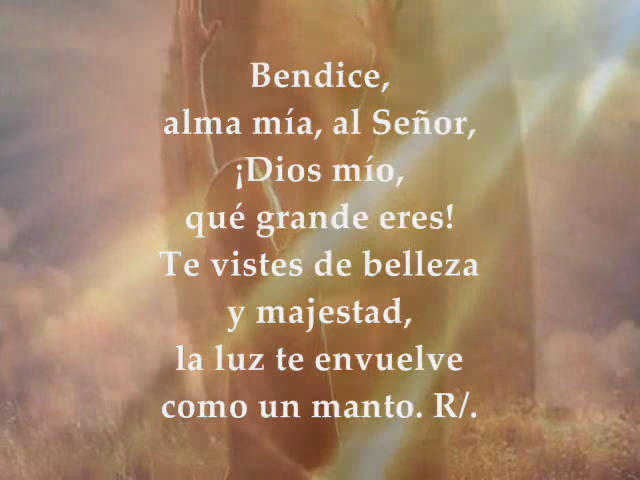 Bendice,
alma mía, al Señor,
¡Dios mío,
qué grande eres!
Te vistes de belleza
y majestad,
la luz te envuelve
como un manto. R/.